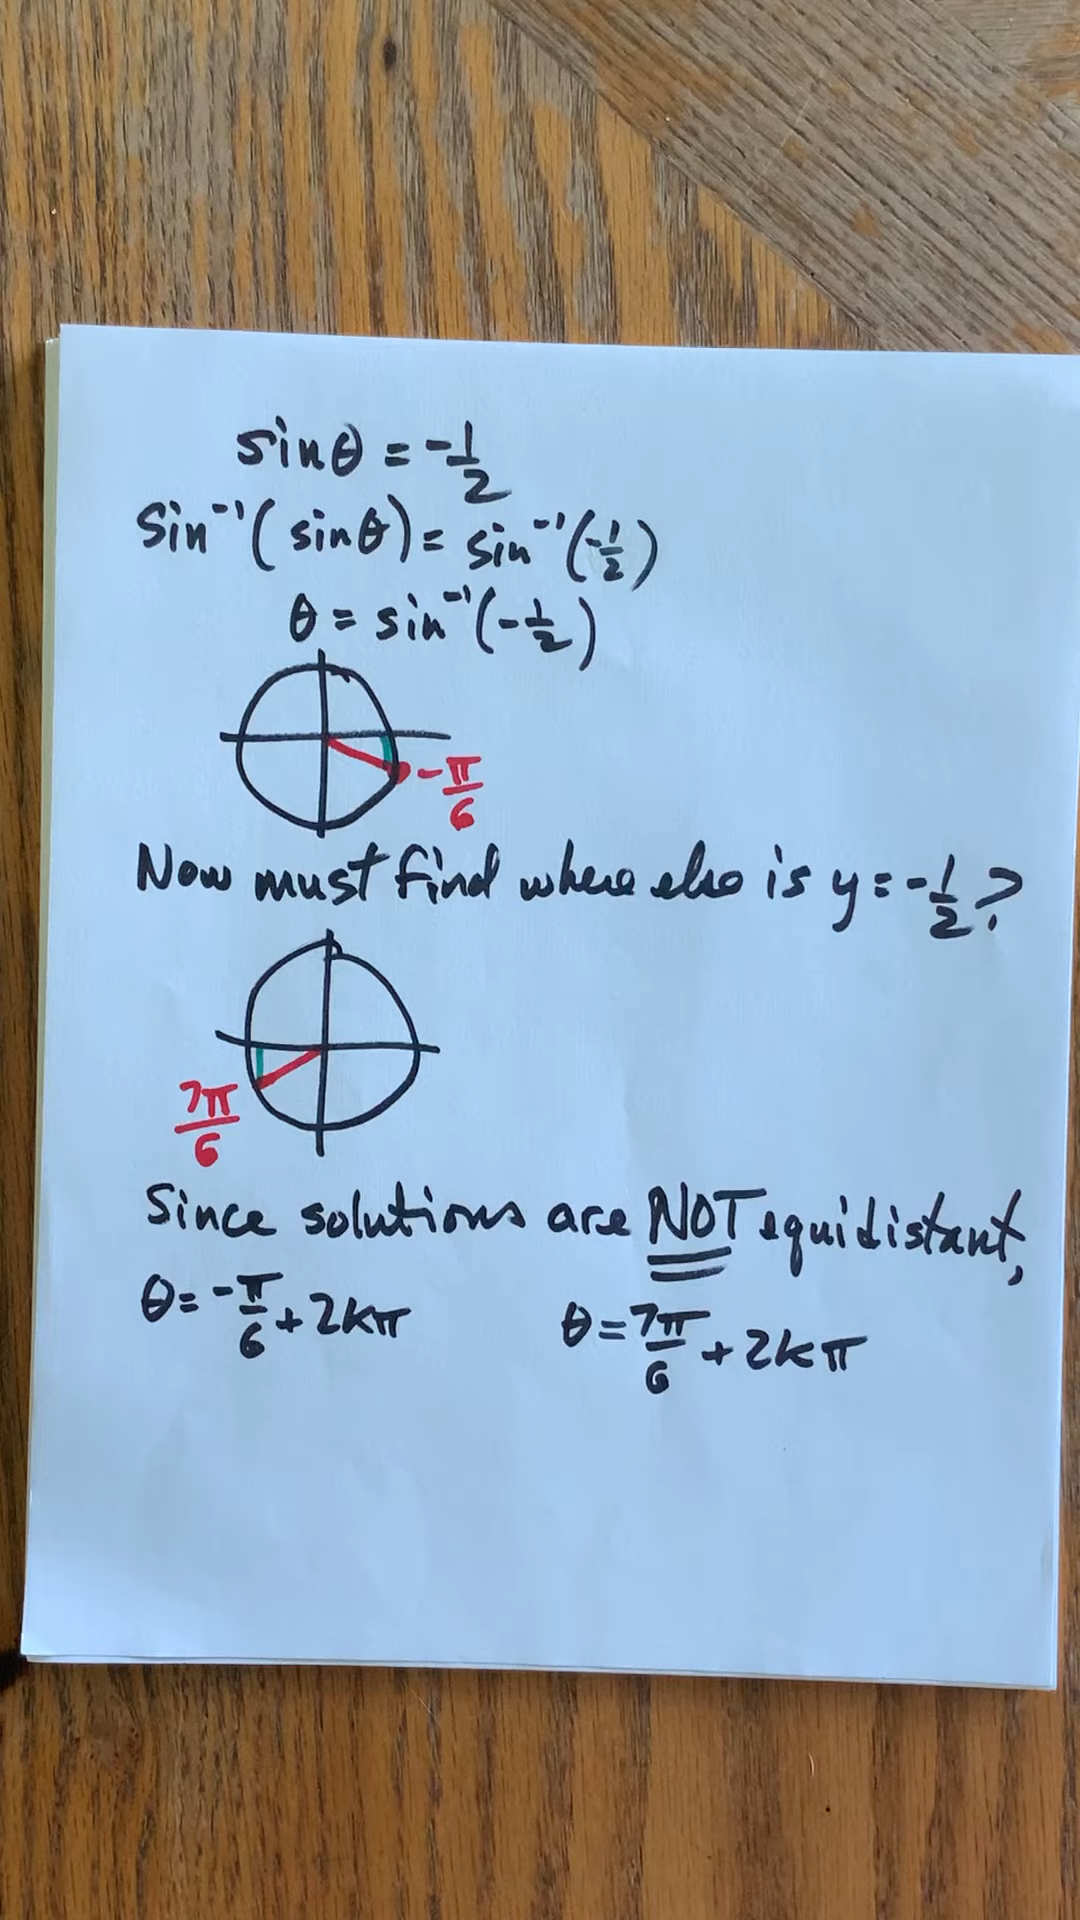 sinθ = -1/2
Sin⁻¹(sinθ) = sin⁻¹(-1/2)
θ = sin⁻¹(-1/2)
-π/6
Now must find where else is y = -1/2?
7π/6
Since solutions are NOT equidistant,
θ = -π/6 + 2kπ θ = 7π/6 + 2kπ